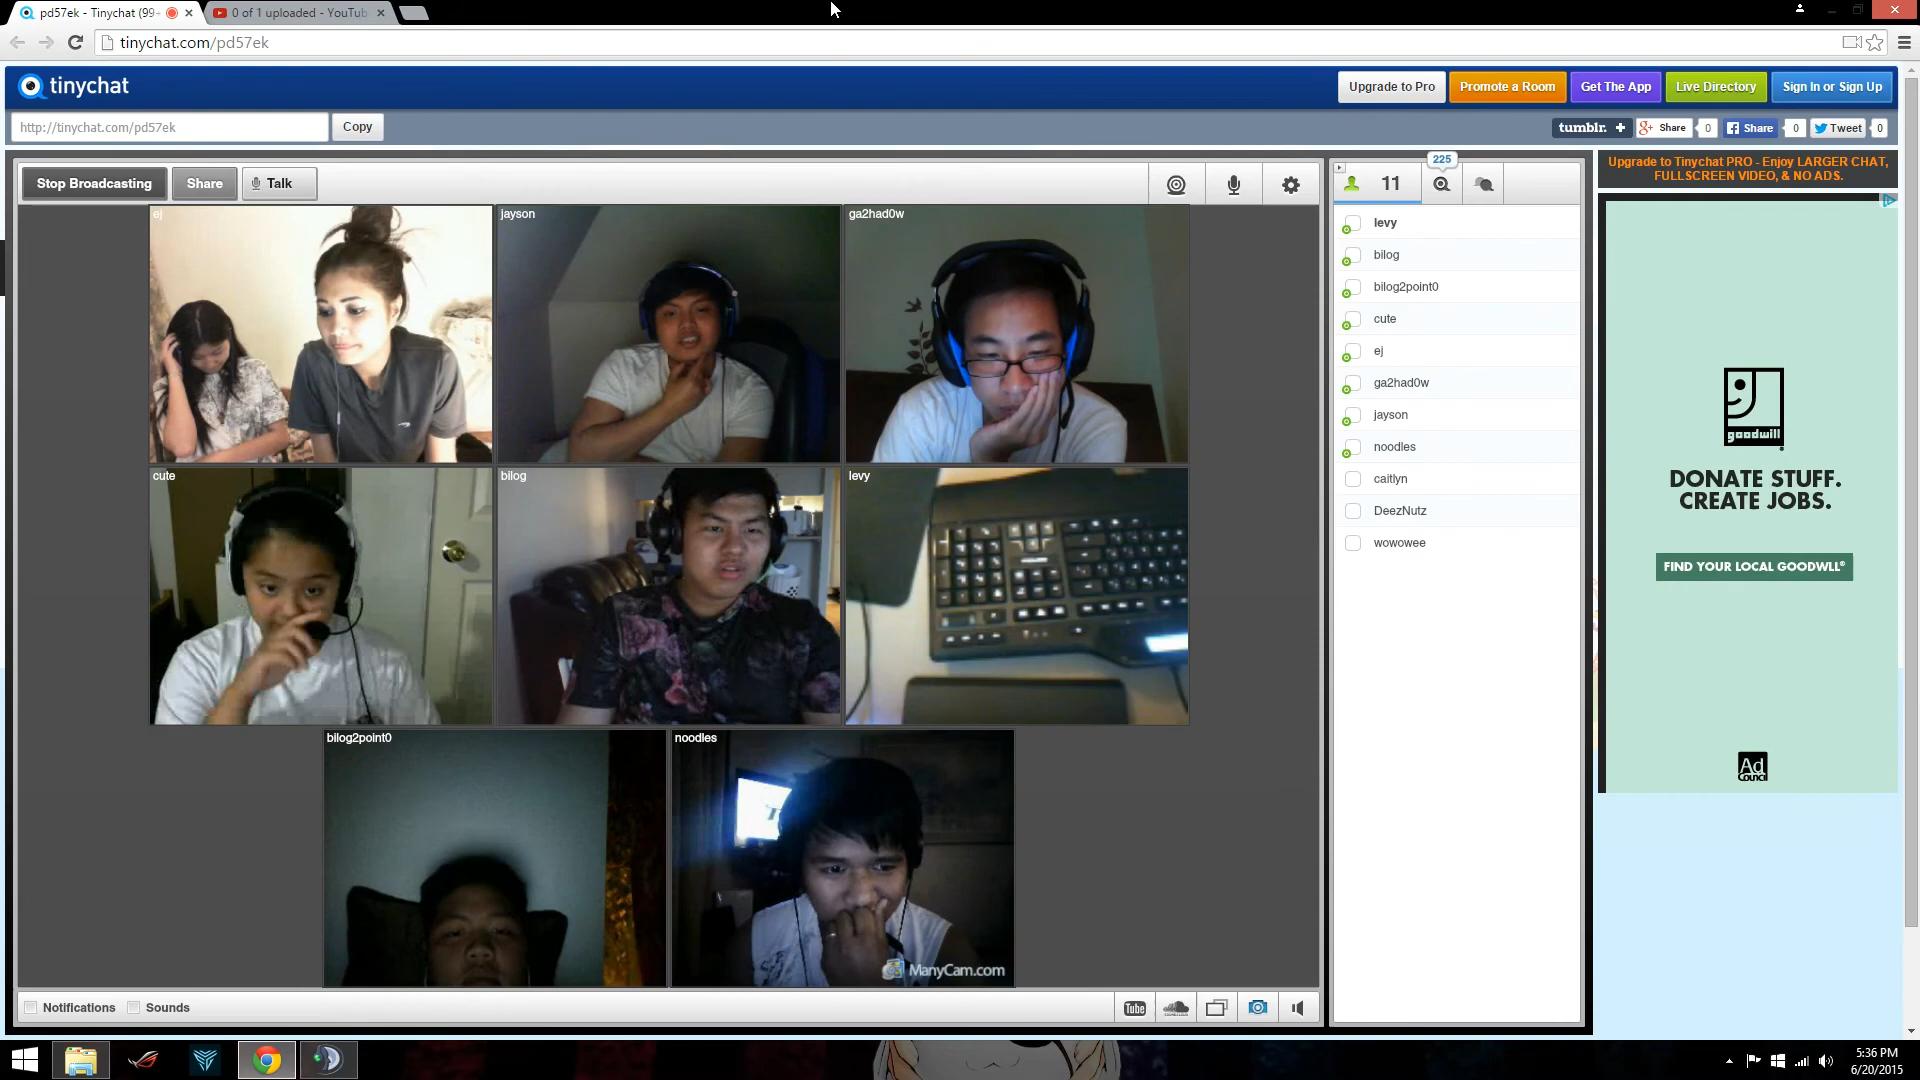 pd57ek - Tinychat (99+
0 of 1 uploaded - YouTub
tinychat.com/pd57ek
tinychat
Upgrade to Pro
Promote a Room
Get The App
Live Directory
Sign In or Sign Up
http://tinychat.com/pd57ek
Copy
tumblr. +
g+ Share 0
f Share 0
Tweet 0
Stop Broadcasting
Share
Talk
11
225
Upgrade to Tinychat PRO - Enjoy LARGER CHAT,
FULLSCREEN VIDEO, & NO ADS.
ej
jayson
ga2had0w
cute
bilog
levy
bilog2point0
noodles
ManyCam.com
levy
bilog
bilog2point0
cute
ej
ga2had0w
jayson
noodles
caitlyn
DeezNutz
wowowee
goodwill
DONATE STUFF.
CREATE JOBS.
FIND YOUR LOCAL GOODWLL®
Ad
Council
Notifications
Sounds
Tube
SOUNDCLOUD
5:36 PM
6/20/2015